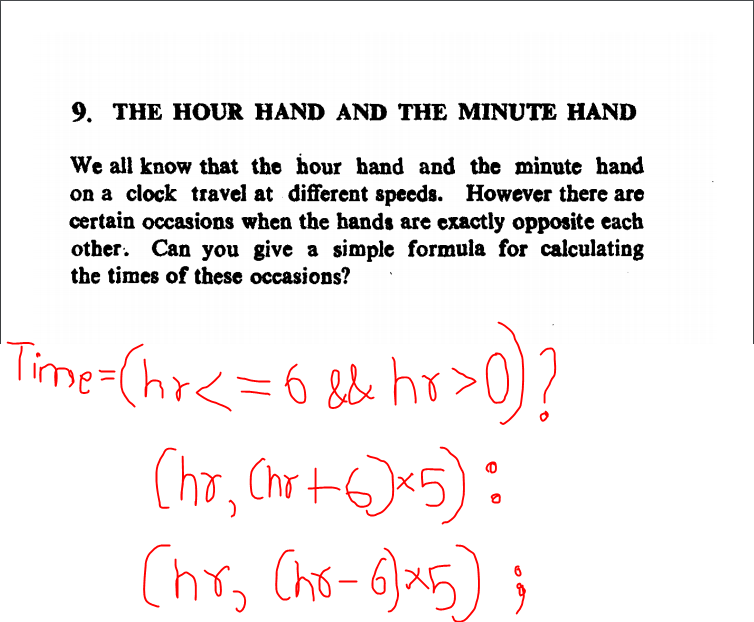 9. THE HOUR HAND AND THE MINUTE HAND
We all know that the hour hand and the minute hand
on a clock travel at different speeds. However there are
certain occasions when the hands are exactly opposite each
other. Can you give a simple formula for calculating
the times of these occasions?
Time=(hr<=6 && hr>0)?
(hr, (hr+6)×5) :
(hr, (hr-6)×5) ;